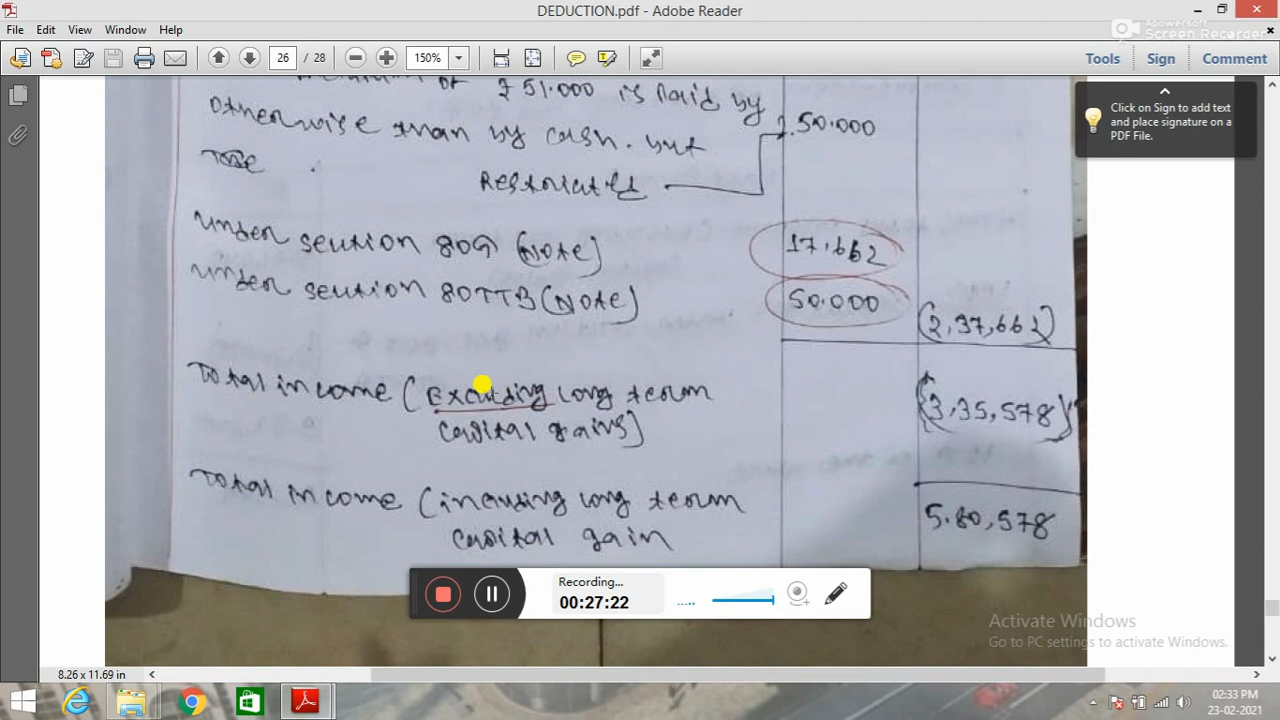 DEDUCTION.pdf - Adobe Reader
File Edit View Window Help
Apowersoft
Screen Recorder
26 / 28 150% Tools Sign Comment
Click on Sign to add text
and place signature on a
PDF File.
of ₹ 51.000 is paid by
otherwise than by cash. but
Restricted
50.000
under section 80G (Note) 17,662
under section 80TTB (Note) 50.000 (2,37,662)
Total income (Excluding long term
capital gains) (3,35,578)
Total income (including long term
capital gain 5.80,578
Recording...
00:27:22
Activate Windows
Go to PC settings to activate Windows.
8.26 x 11.69 in
02:33 PM
23-02-2021